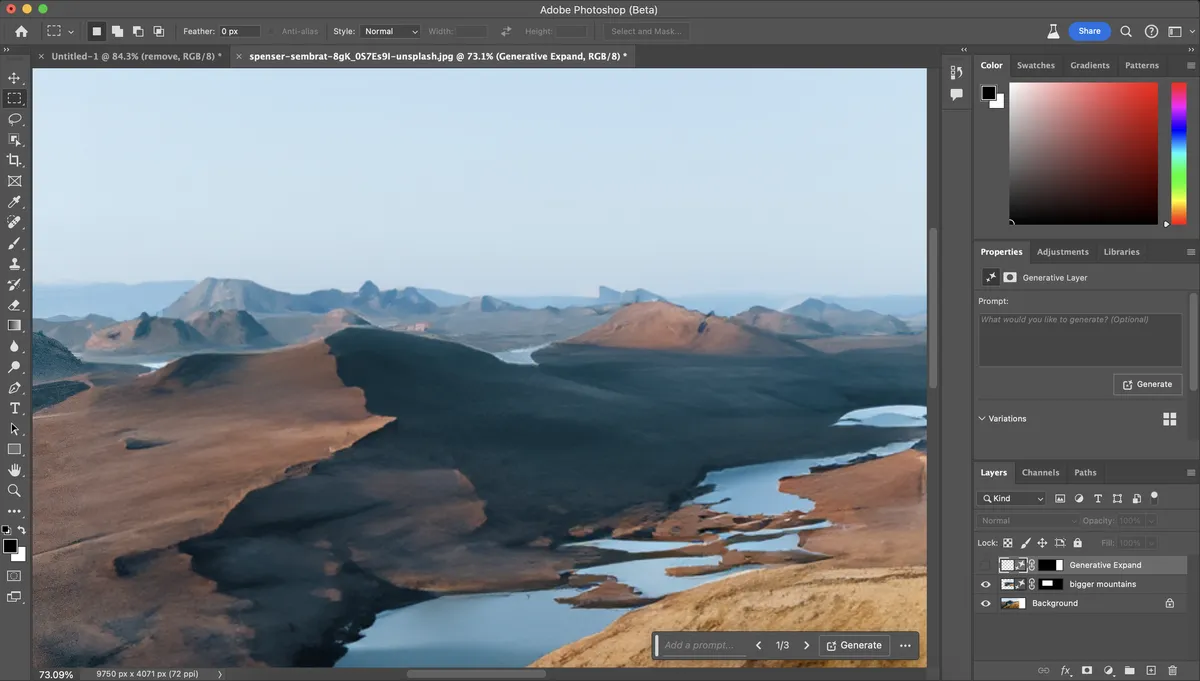 Adobe Photoshop (Beta)
Feather: 0 px Anti-alias Style: Normal Width: Height: Select and Mask... Share
Untitled-1 @ 84.3% (remove, RGB/8) * spenser-sembrat-8gK_057Es9I-unsplash.jpg @ 73.1% (Generative Expand, RGB/8) *
Color Swatches Gradients Patterns
Properties Adjustments Libraries
Generative Layer
Prompt:
What would you like to generate? (Optional)
Generate
Variations
Layers Channels Paths
Kind
Normal Opacity: 100%
Lock: Fill: 100%
Generative Expand
bigger mountains
Background
Add a prompt... 1/3 Generate
73.09% 9750 px x 4071 px (72 ppi)